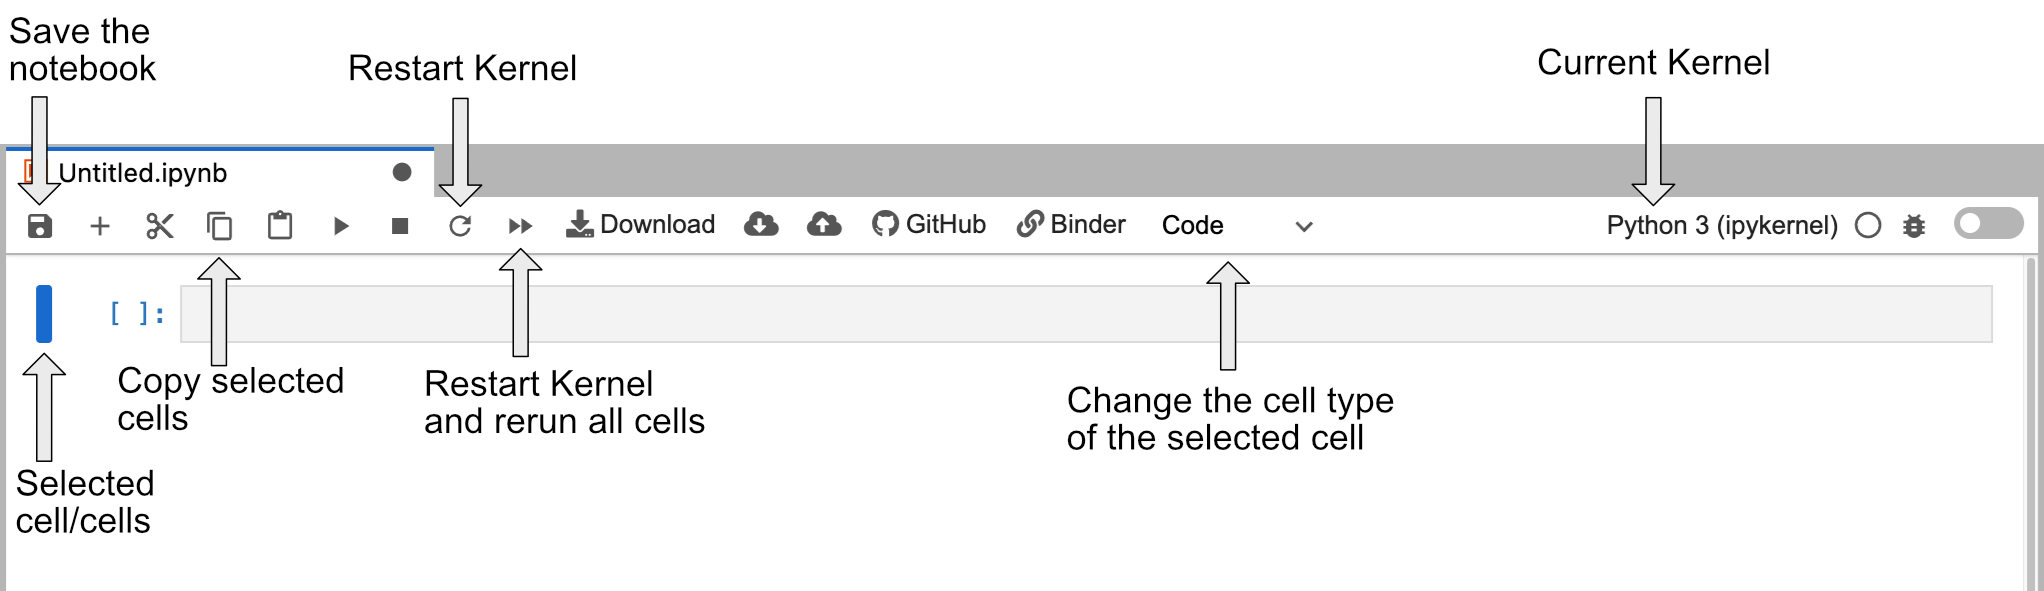 Save the
notebook
Restart Kernel
Current Kernel
Untitled.ipynb
Download
GitHub
Binder
Code
Python 3 (ipykernel)
[ ]:
Copy selected
cells
Restart Kernel
and rerun all cells
Change the cell type
of the selected cell
Selected
cell/cells